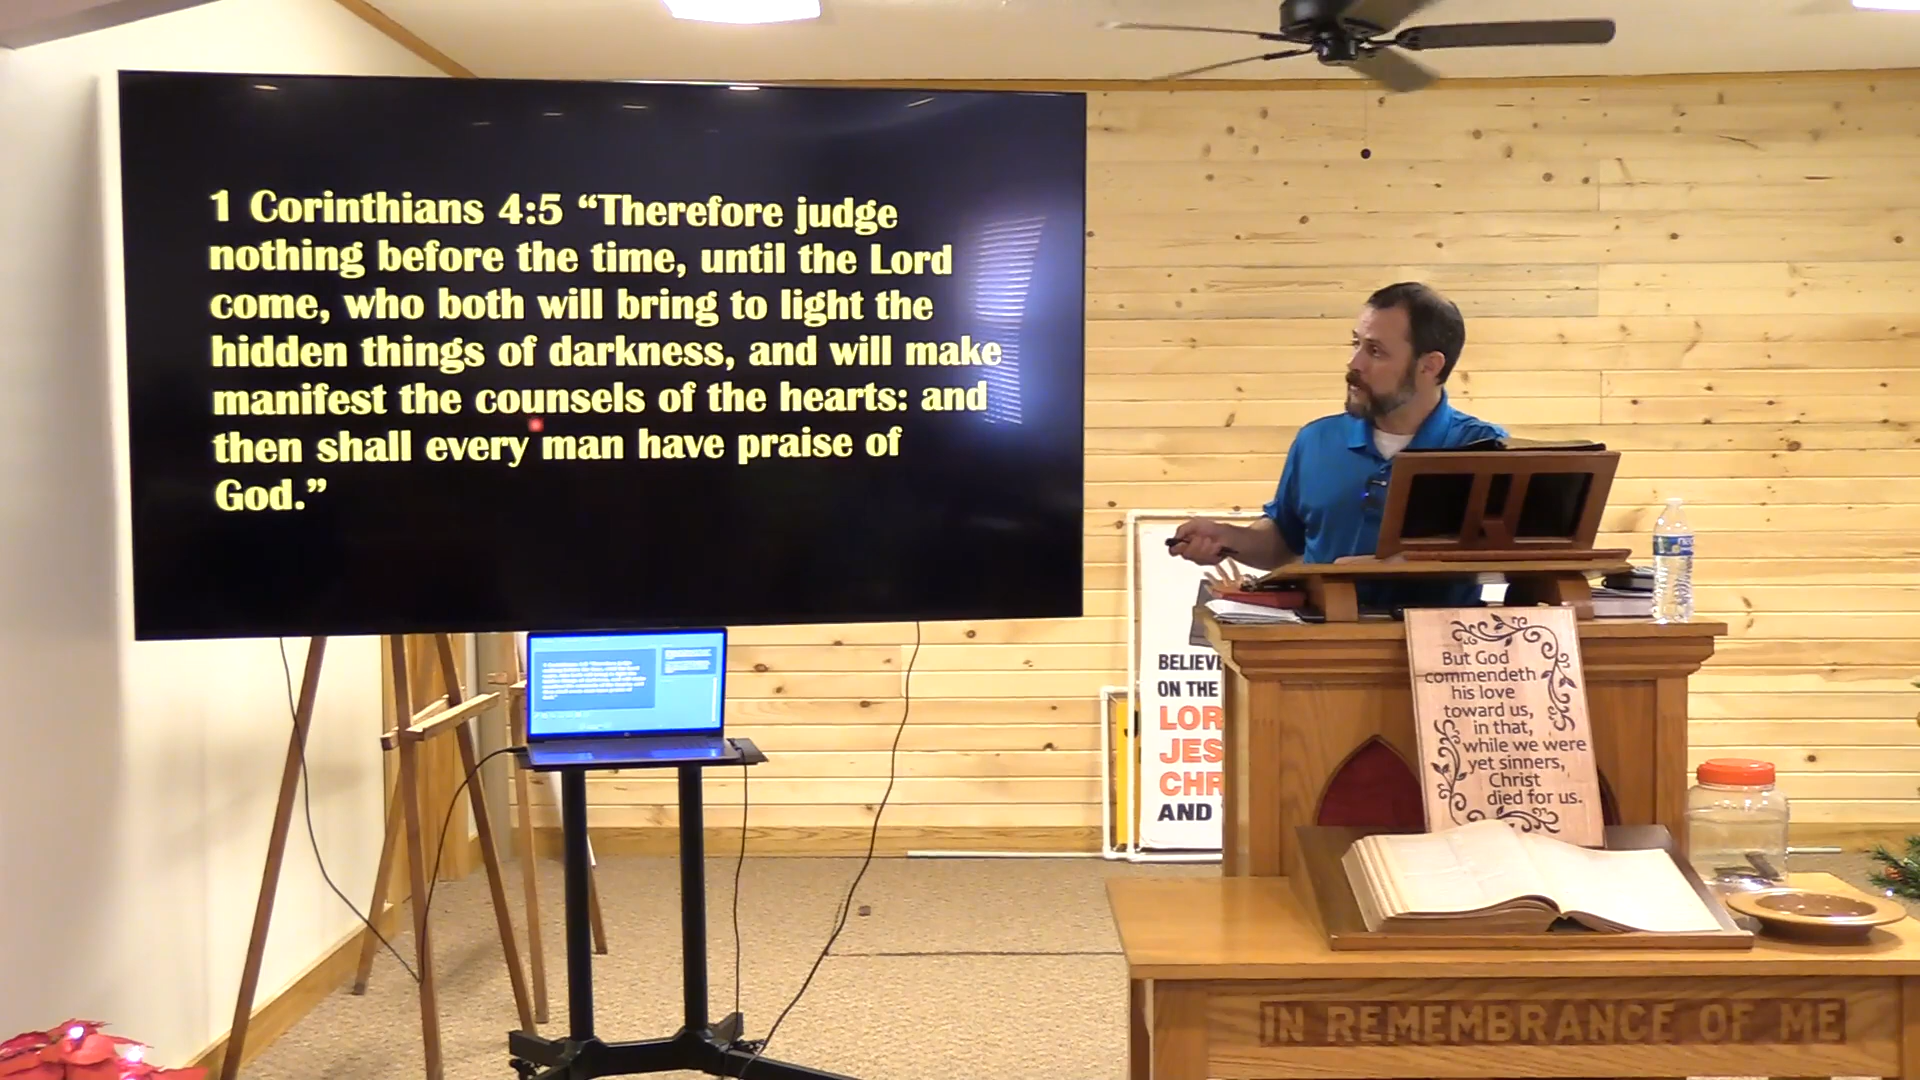 1 Corinthians 4:5 “Therefore judge
nothing before the time, until the Lord
come, who both will bring to light the
hidden things of darkness, and will make
manifest the counsels of the hearts: and
then shall every man have praise of
God.”
BELIEVE
ON THE
LOR
JES
CHR
AND
But God
commendeth
his love
toward us,
in that,
while we were
yet sinners,
Christ
died for us.
IN REMEMBRANCE OF ME